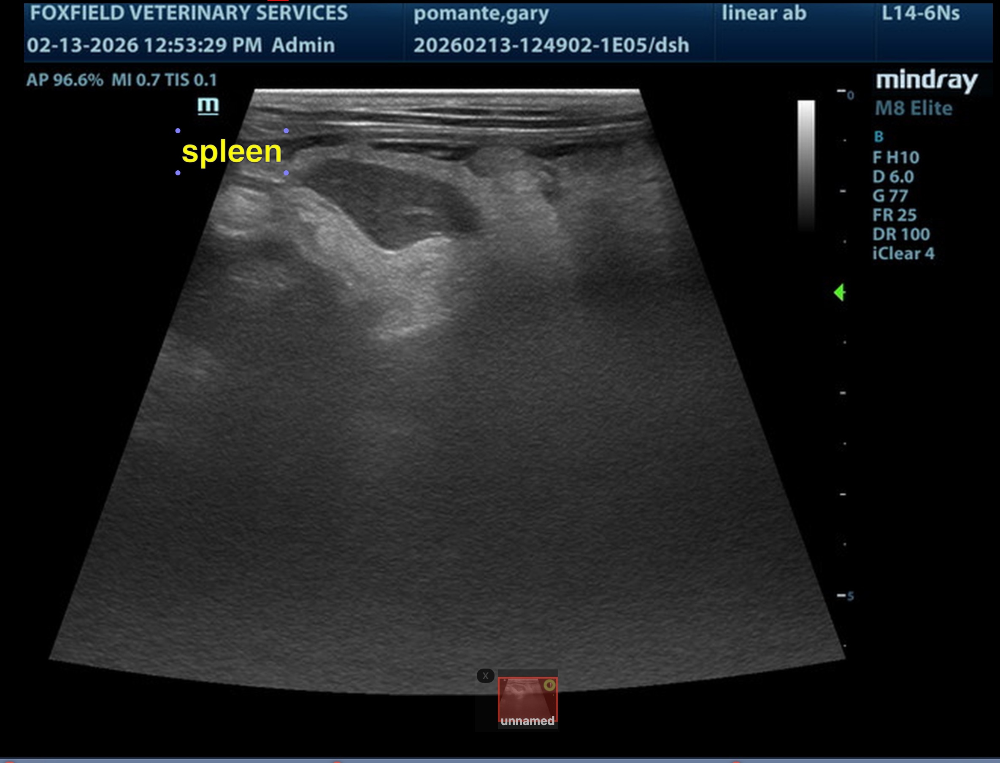 FOXFIELD VETERINARY SERVICES
pomante,gary
linear ab
L14-6Ns
02-13-2026 12:53:29 PM Admin
20260213-124902-1E05/dsh
AP 96.6% MI 0.7 TIS 0.1
mindray
M8 Elite
m
0
spleen
B
F H10
D 6.0
G 77
FR 25
DR 100
iClear 4
5
X
unnamed